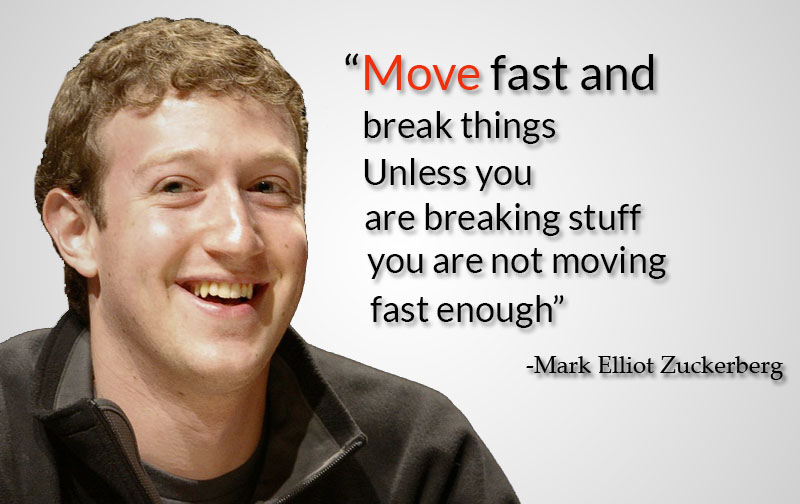 “Move fast and
break things
Unless you
are breaking stuff
you are not moving
fast enough”
-Mark Elliot Zuckerberg